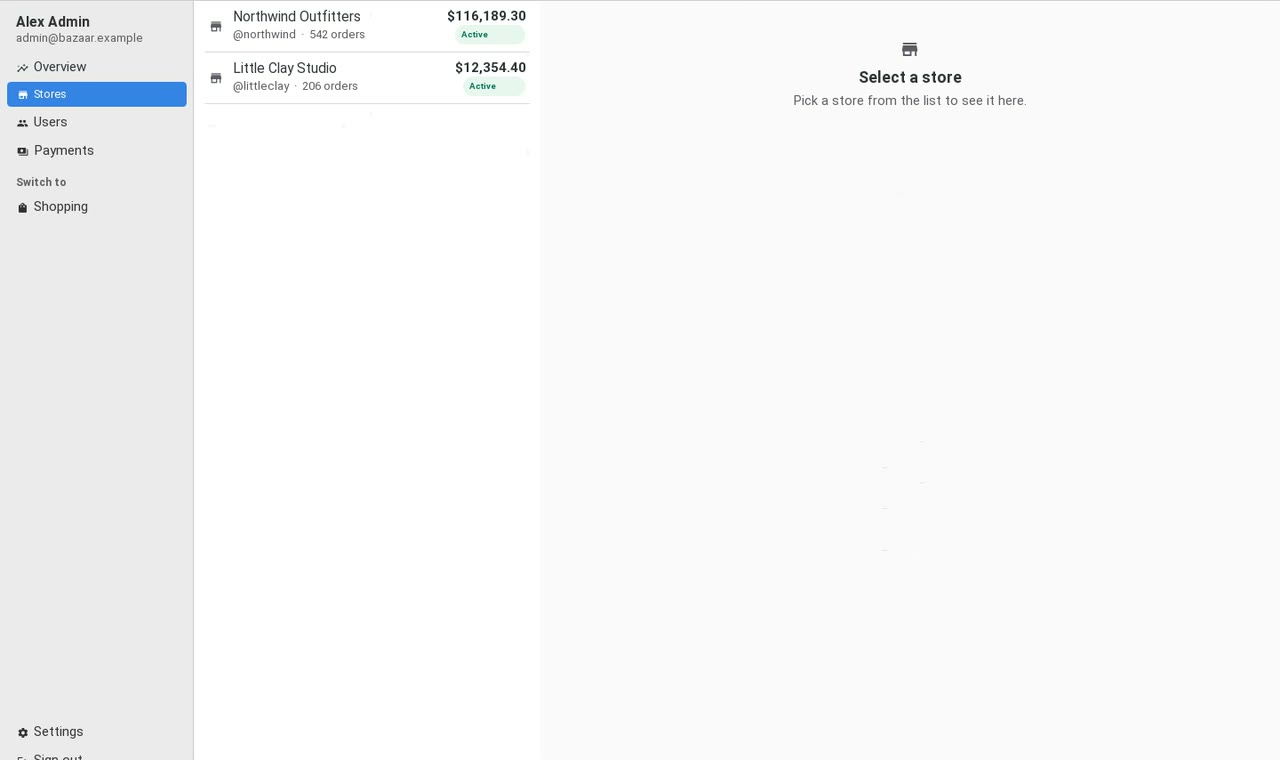 Alex Admin
admin@bazaar.example
Overview
Stores
Users
Payments
Switch to
Shopping
Settings
Sign out
Northwind Outfitters
$116,189.30
@northwind · 542 orders
Active
Little Clay Studio
$12,354.40
@littleclay · 206 orders
Active
Select a store
Pick a store from the list to see it here.